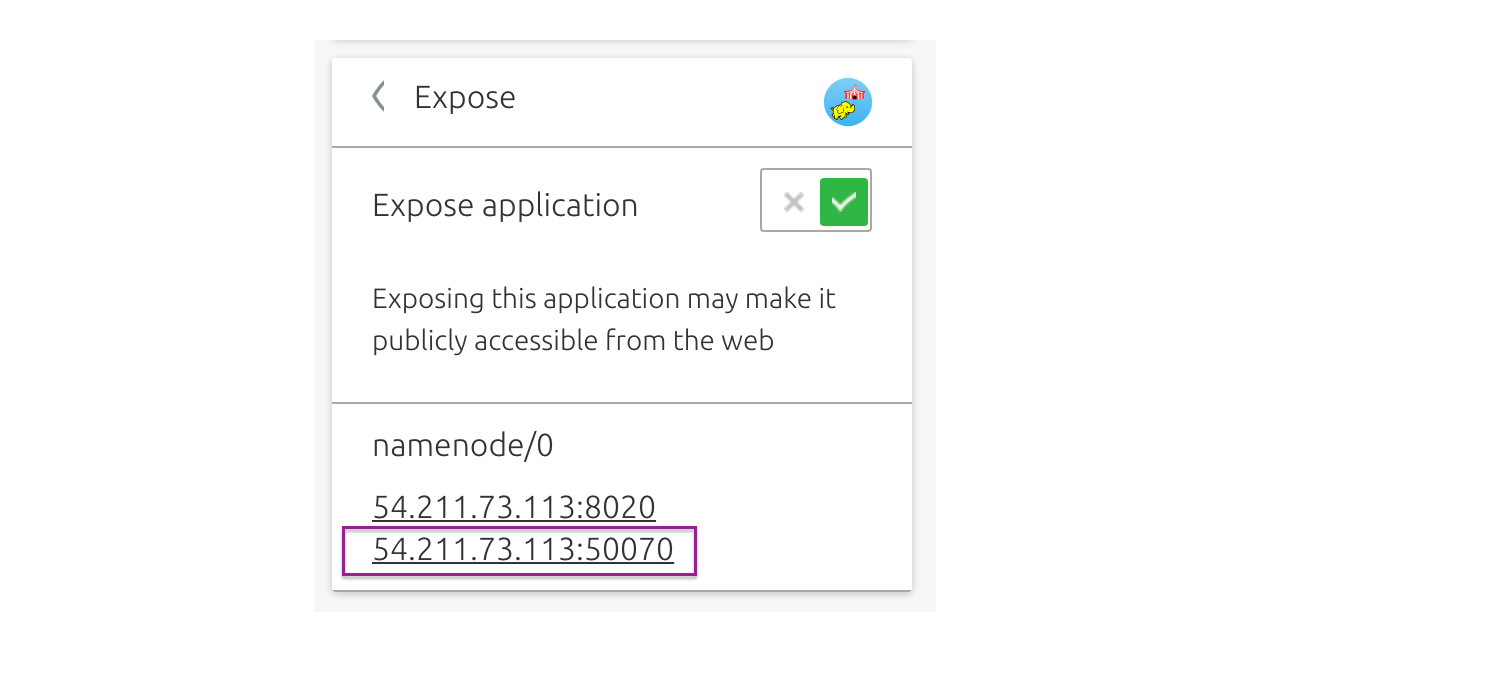 Expose
Expose application
Exposing this application may make it
publicly accessible from the web
namenode/0
54.211.73.113:8020
54.211.73.113:50070